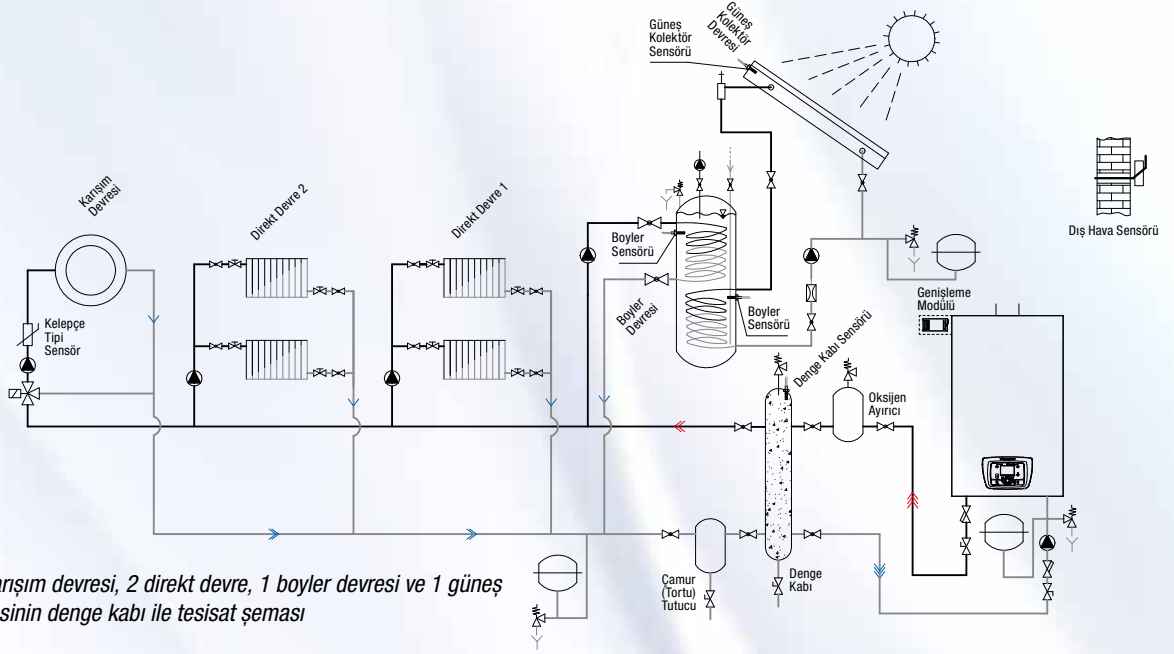 Güneş
Kolektör
Devresi
Güneş
Kolektör
Sensörü
Dış Hava Sensörü
Karışım
Devresi
Direkt Devre 2
Direkt Devre 1
Boyler
Sensörü
Boyler
Devresi
Boyler
Sensörü
Genişleme
Modülü
Kelepçe
Tipi
Sensör
Denge Kabı Sensörü
Oksijen
Ayırıcı
Çamur
(Tortu)
Tutucu
Denge
Kabı
arışım devresi, 2 direkt devre, 1 boyler devresi ve 1 güneş
sinin denge kabı ile tesisat şeması